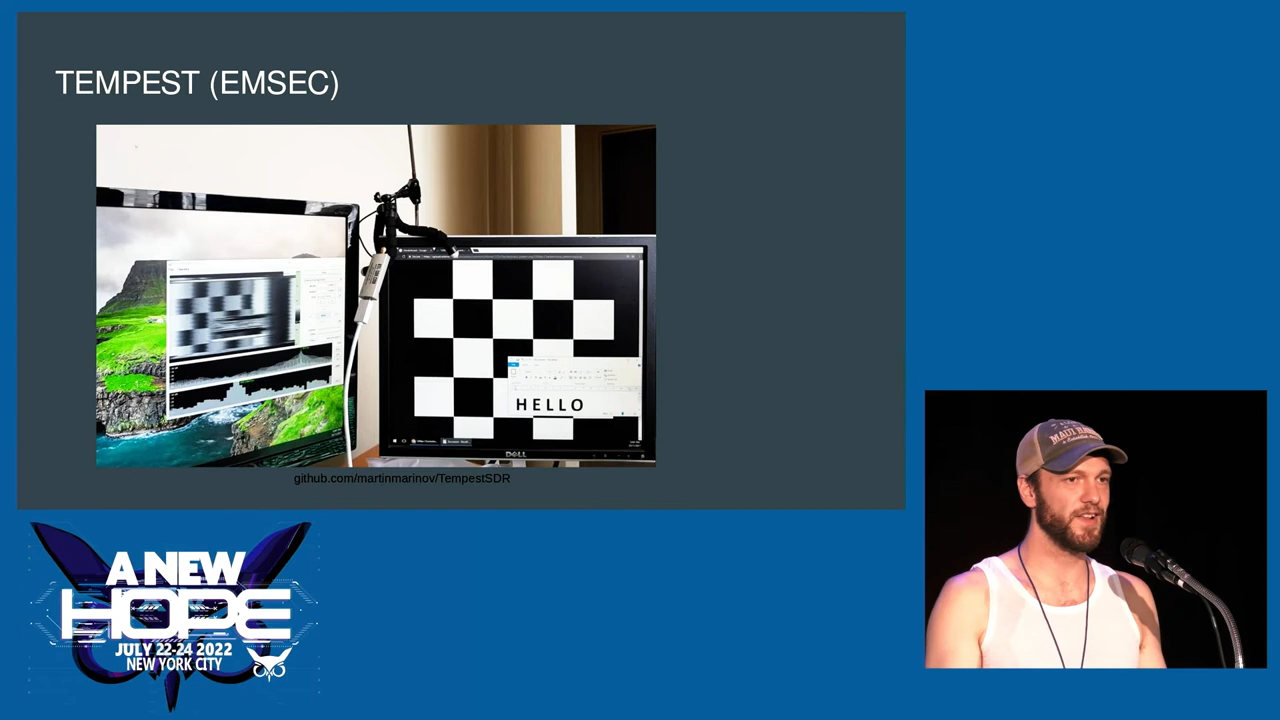 TEMPEST (EMSEC)
HELLO
DELL
github.com/martinmarinov/TempestSDR
A NEW
HOPE
JULY 22-24 2022
NEW YORK CITY